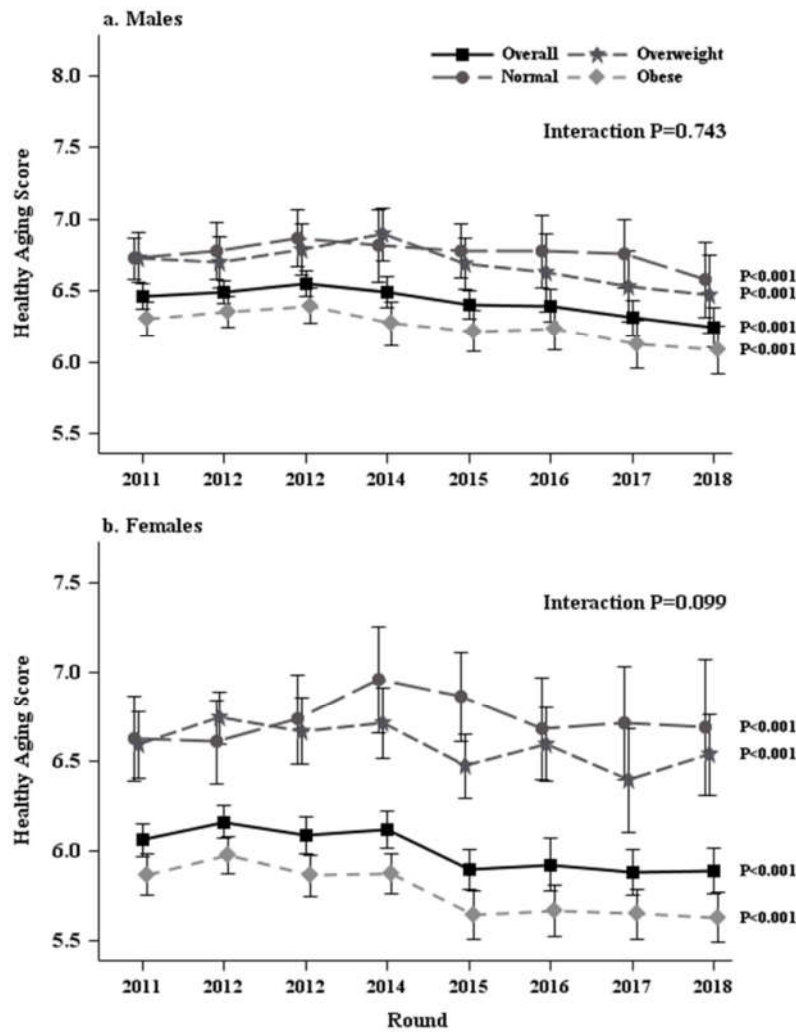 a. Males
Overall
Overweight
Normal
Obese
Interaction P=0.743
Healthy Aging Score
8.0
7.5
7.0
6.5
6.0
5.5
P<0.001
P<0.001
P<0.001
P<0.001
2011 2012 2012 2014 2015 2016 2017 2018
b. Females
Interaction P=0.099
Healthy Aging Score
7.5
7.0
6.5
6.0
5.5
P<0.001
P<0.001
P<0.001
P<0.001
2011 2012 2012 2014 2015 2016 2017 2018
Round